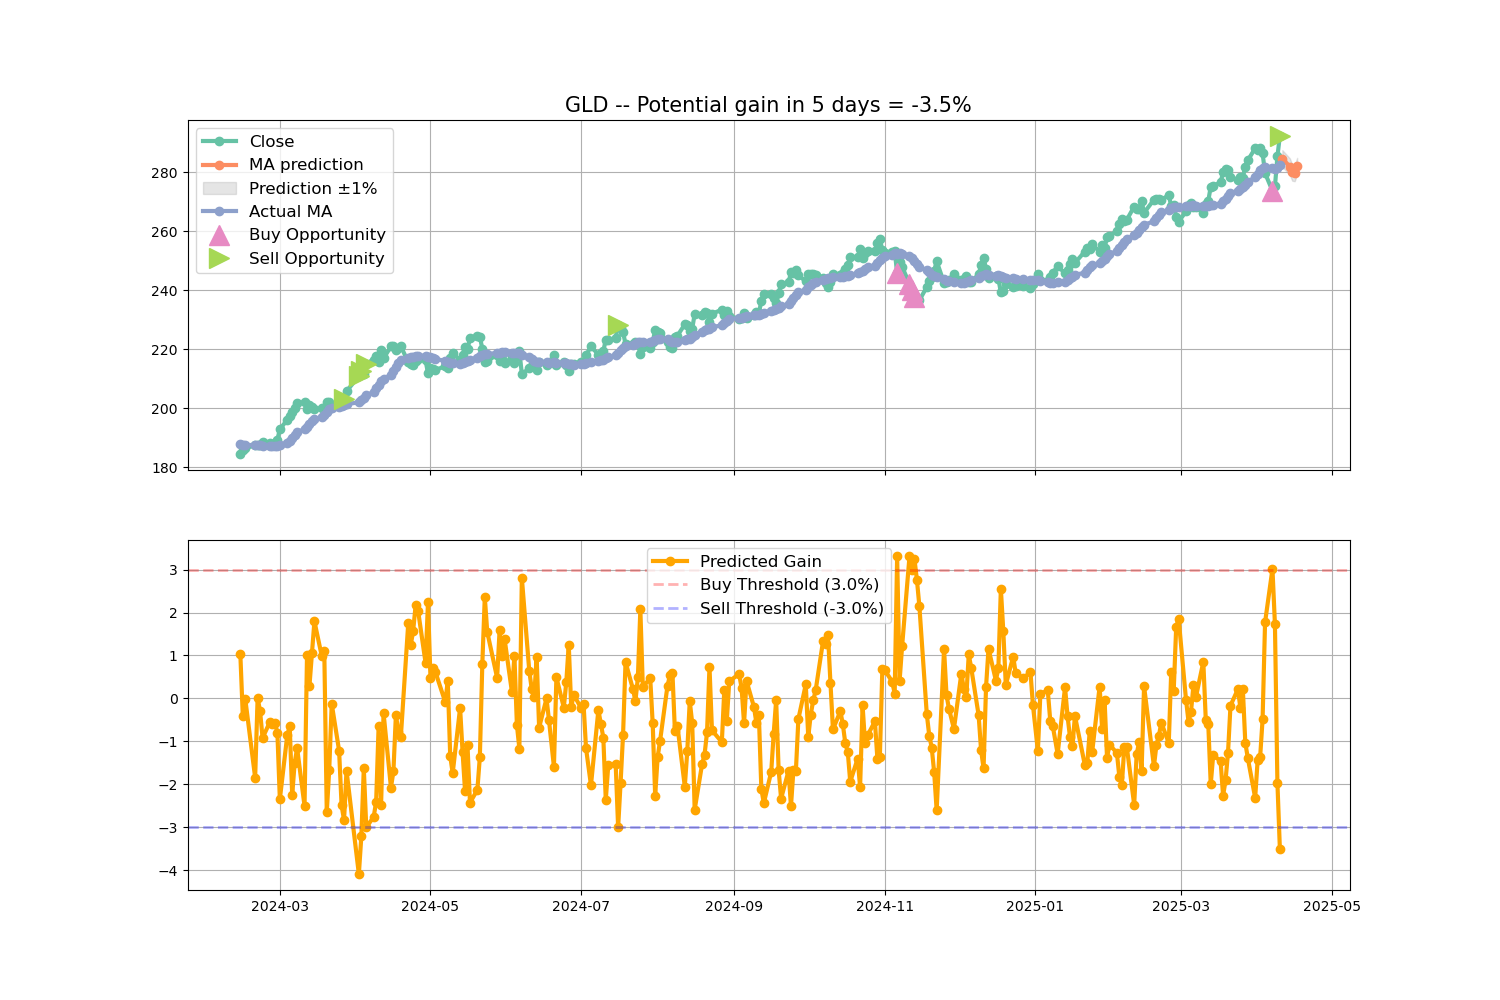 GLD -- Potential gain in 5 days = -3.5%
Close
MA prediction
Prediction ±1%
Actual MA
Buy Opportunity
Sell Opportunity
280
260
240
220
200
180
Predicted Gain
Buy Threshold (3.0%)
Sell Threshold (-3.0%)
3
2
1
0
−1
−2
−3
−4
2024-03 2024-05 2024-07 2024-09 2024-11 2025-01 2025-03 2025-05